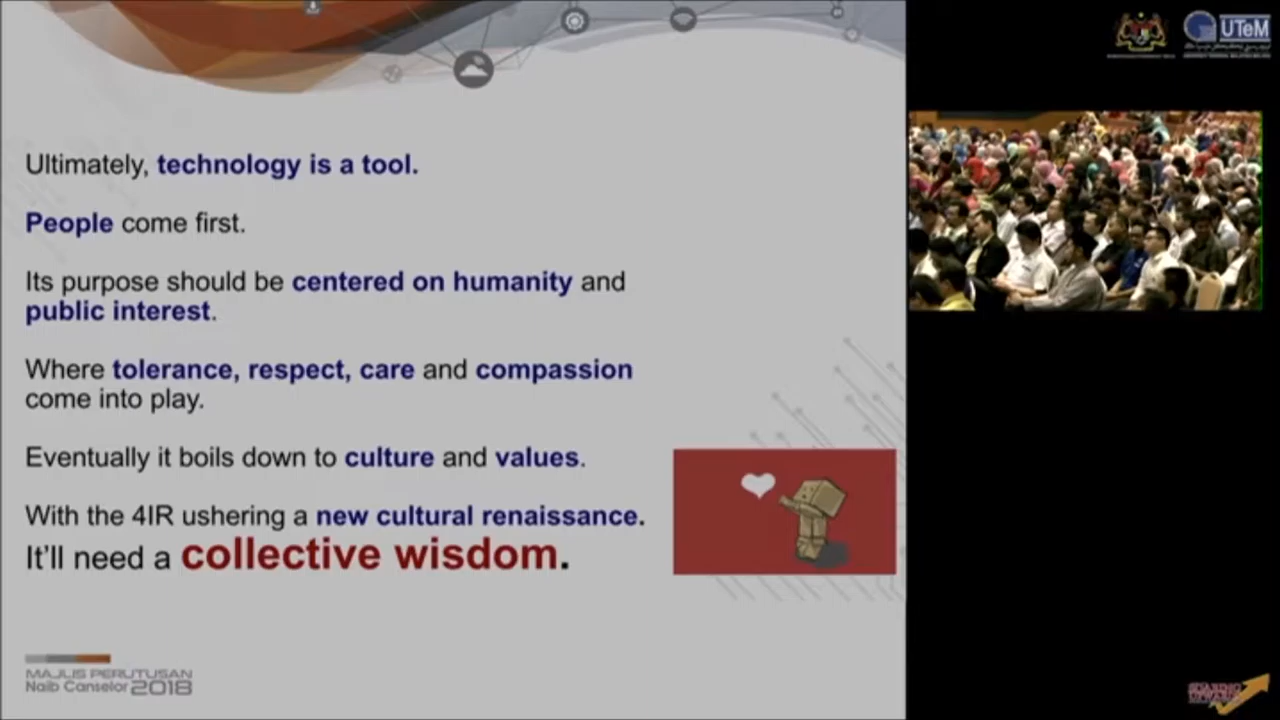 Ultimately, technology is a tool.
People come first.
Its purpose should be centered on humanity and
public interest.
Where tolerance, respect, care and compassion
come into play.
Eventually it boils down to culture and values.
With the 4IR ushering a new cultural renaissance.
It'll need a collective wisdom.
MAJLIS PERUTUSAN
Naib Canselor 2018
UTeM